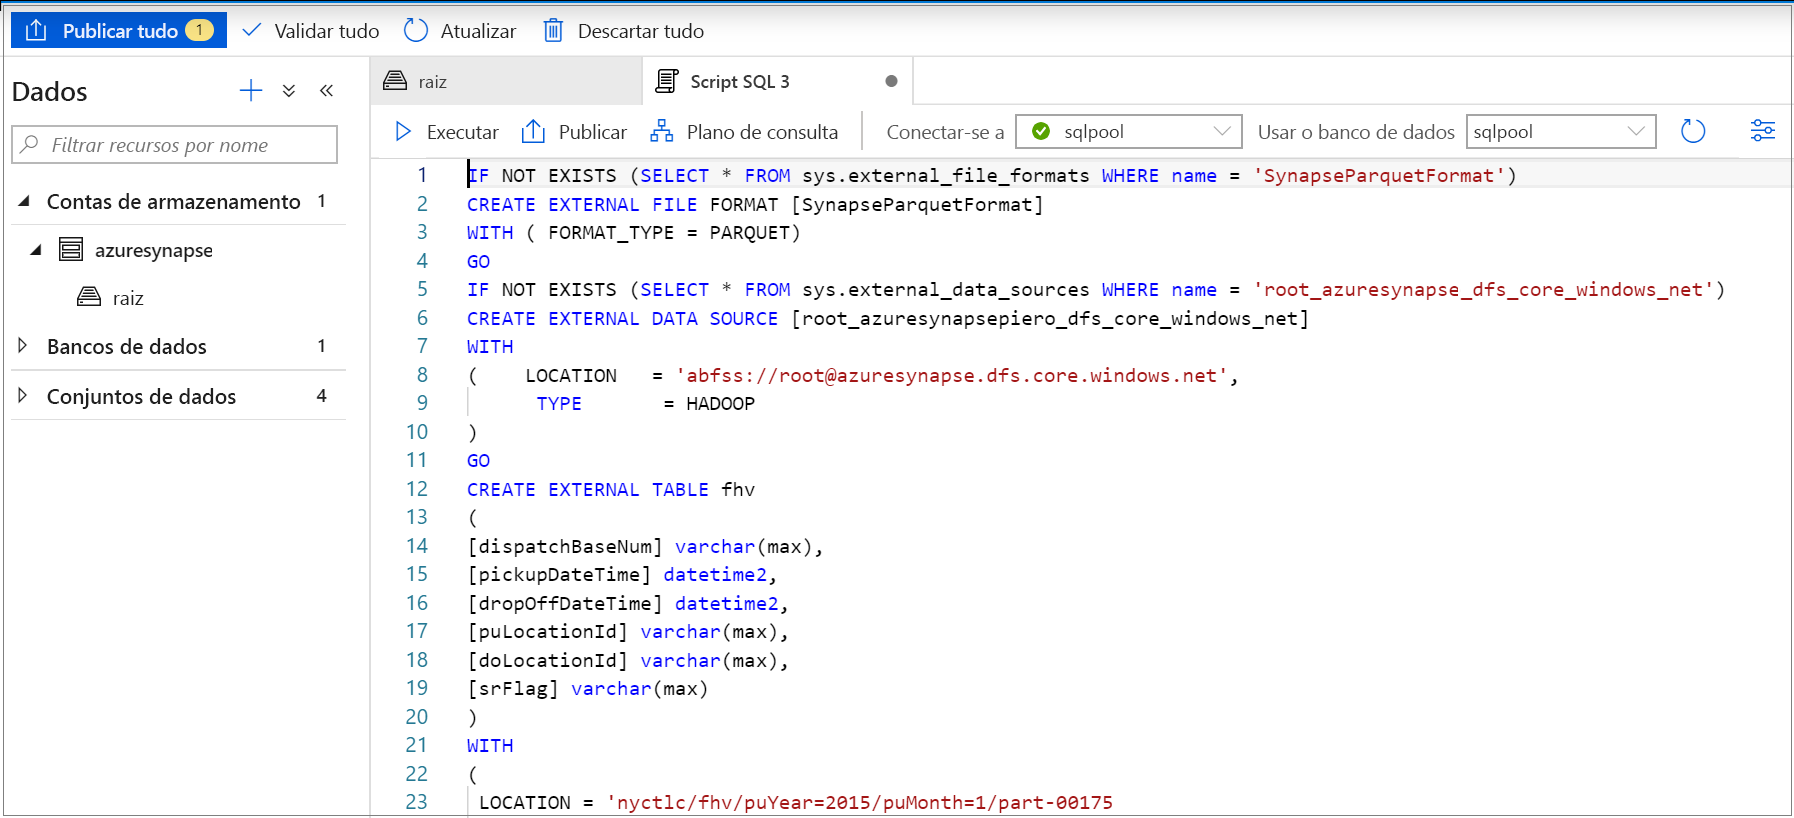 Publicar tudo 1 Validar tudo Atualizar Descartar tudo
Dados
Filtrar recursos por nome
Contas de armazenamento 1
azuresynapse
raiz
Bancos de dados 1
Conjuntos de dados 4
raiz Script SQL 3
Executar Publicar Plano de consulta Conectar-se a sqlpool Usar o banco de dados sqlpool
1 IF NOT EXISTS (SELECT * FROM sys.external_file_formats WHERE name = 'SynapseParquetFormat')
2 CREATE EXTERNAL FILE FORMAT [SynapseParquetFormat]
3 WITH ( FORMAT_TYPE = PARQUET)
4 GO
5 IF NOT EXISTS (SELECT * FROM sys.external_data_sources WHERE name = 'root_azuresynapse_dfs_core_windows_net')
6 CREATE EXTERNAL DATA SOURCE [root_azuresynapsepiero_dfs_core_windows_net]
7 WITH
8 ( LOCATION = 'abfss://root@azuresynapse.dfs.core.windows.net',
9 TYPE = HADOOP
10 )
11 GO
12 CREATE EXTERNAL TABLE fhv
13 (
14 [dispatchBaseNum] varchar(max),
15 [pickupDateTime] datetime2,
16 [dropOffDateTime] datetime2,
17 [puLocationId] varchar(max),
18 [doLocationId] varchar(max),
19 [srFlag] varchar(max)
20 )
21 WITH
22 (
23 LOCATION = 'nyctlc/fhv/puYear=2015/puMonth=1/part-00175